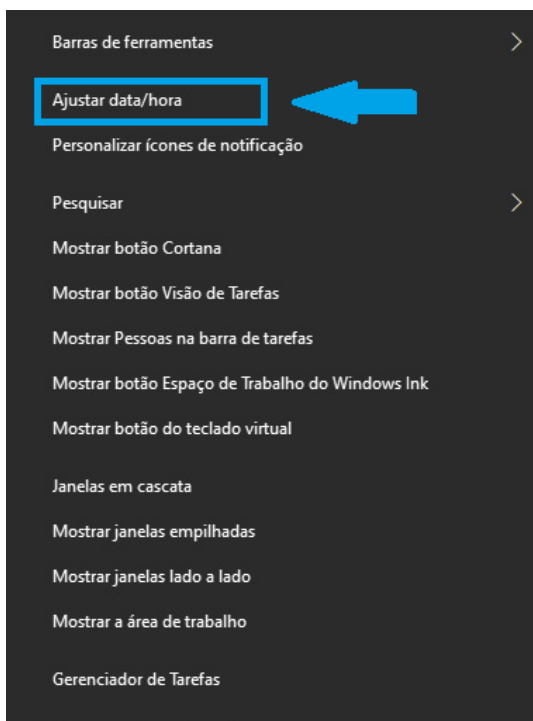 Barras de ferramentas
Ajustar data/hora
Personalizar ícones de notificação
Pesquisar
Mostrar botão Cortana
Mostrar botão Visão de Tarefas
Mostrar Pessoas na barra de tarefas
Mostrar botão Espaço de Trabalho do Windows Ink
Mostrar botão do teclado virtual
Janelas em cascata
Mostrar janelas empilhadas
Mostrar janelas lado a lado
Mostrar a área de trabalho
Gerenciador de Tarefas